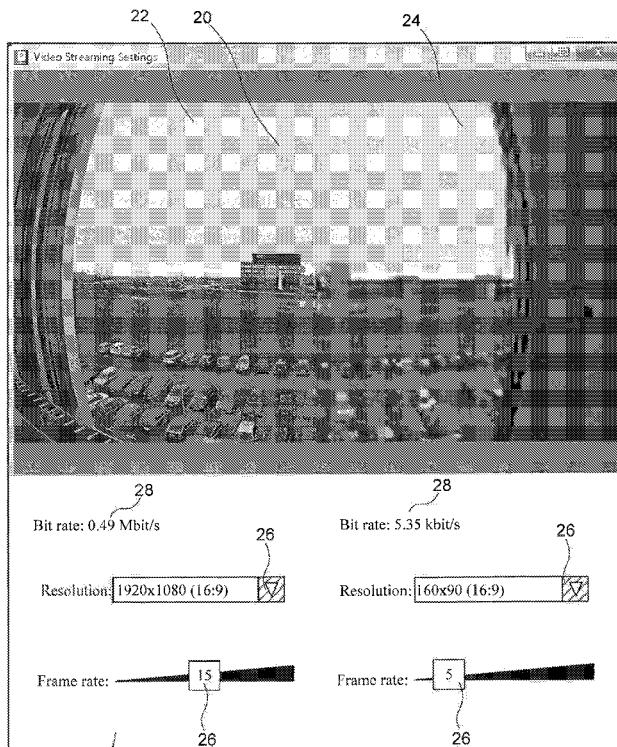 22
20
24
Video Streaming Settings
28
28
Bit rate: 0.49 Mbit/s
Bit rate: 5.35 kbit/s
26
26
Resolution: 1920x1080 (16:9)
Resolution: 160x90 (16:9)
Frame rate: 15
Frame rate: 5
26
26